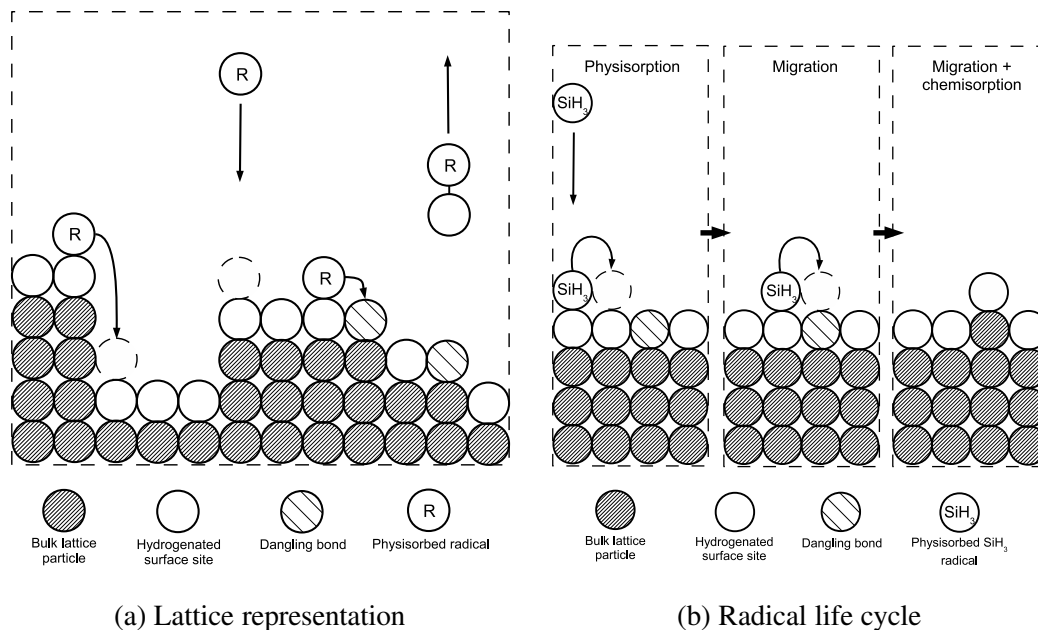 R
R
R
R
Bulk lattice
particle
Hydrogenated
surface site
Dangling bond
R
Physisorbed radical
(a) Lattice representation
Physisorption
Migration
Migration +
chemisorption
SiH₃
SiH₃
SiH₃
Bulk lattice
particle
Hydrogenated
surface site
Dangling bond
SiH₃
Physisorbed SiH₃
radical
(b) Radical life cycle